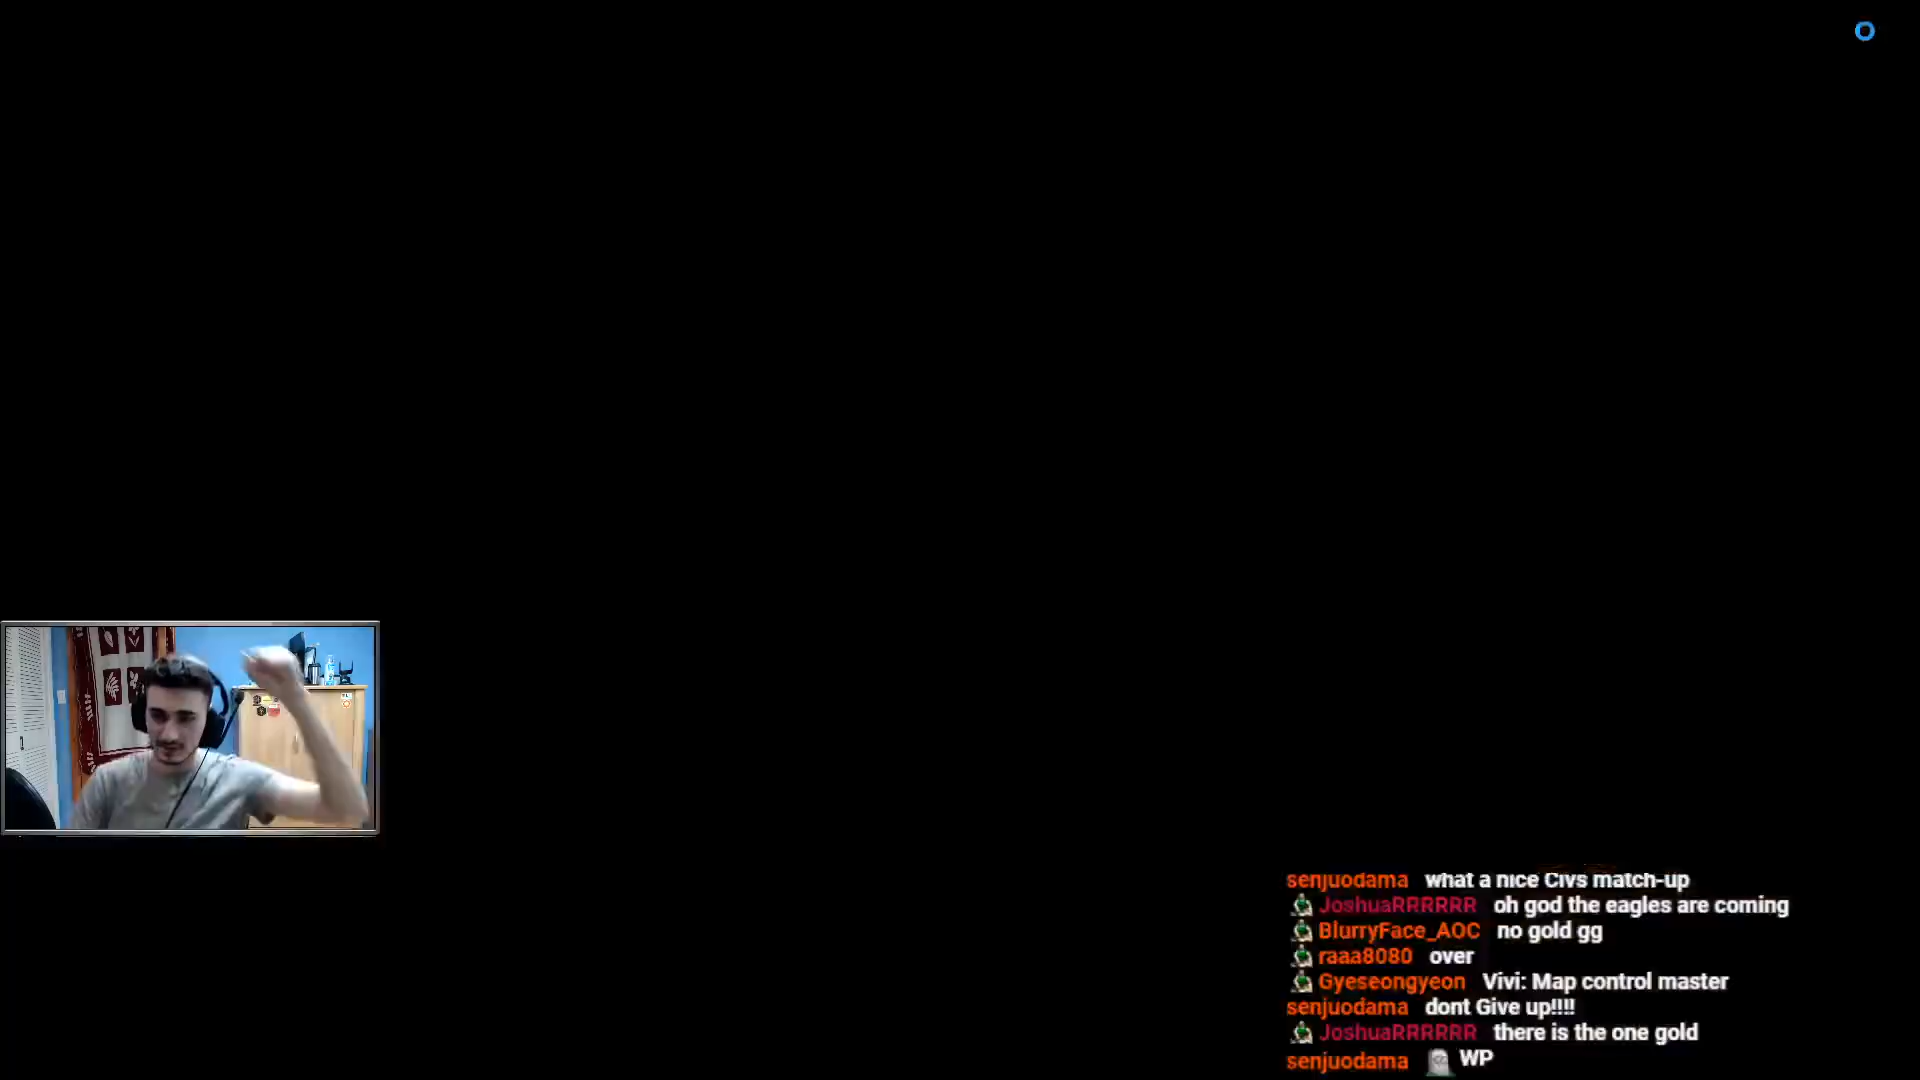 senjuodama what a nice Civs match-up
JoshuaRRRRRR oh god the eagles are coming
BlurryFace_AOC no gold gg
raaa8080 over
Gyeseongyeon Vivi: Map control master
senjuodama dont Give up!!!!
JoshuaRRRRRR there is the one gold
senjuodama WP